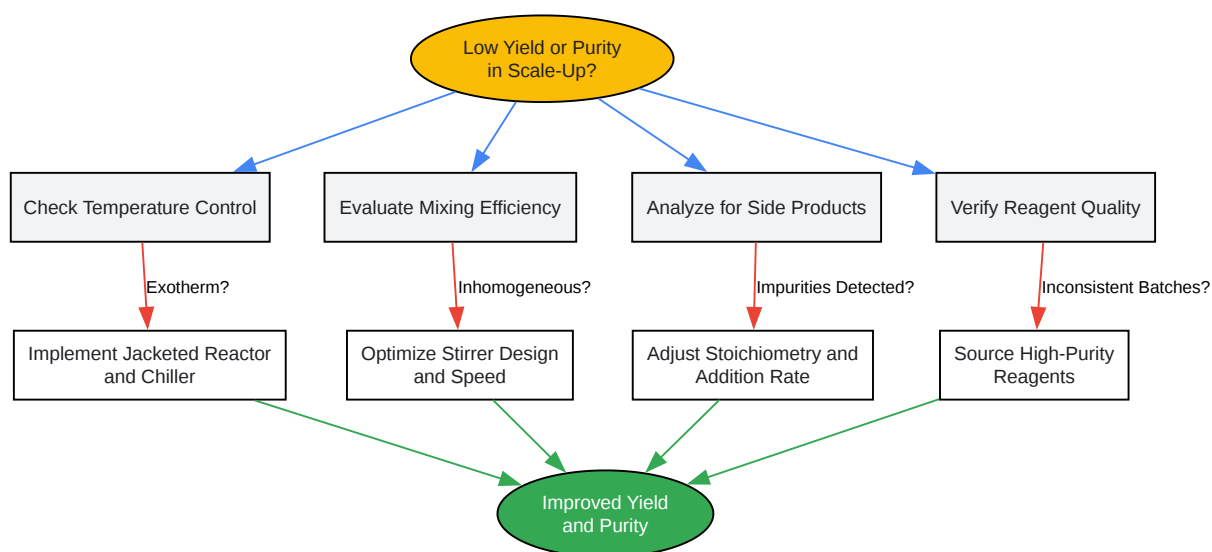 Low Yield or Purity
in Scale-Up?
Check Temperature Control
Evaluate Mixing Efficiency
Analyze for Side Products
Verify Reagent Quality
Exotherm?
Inhomogeneous?
Impurities Detected?
Inconsistent Batches?
Implement Jacketed Reactor
and Chiller
Optimize Stirrer Design
and Speed
Adjust Stoichiometry and
Addition Rate
Source High-Purity
Reagents
Improved Yield
and Purity